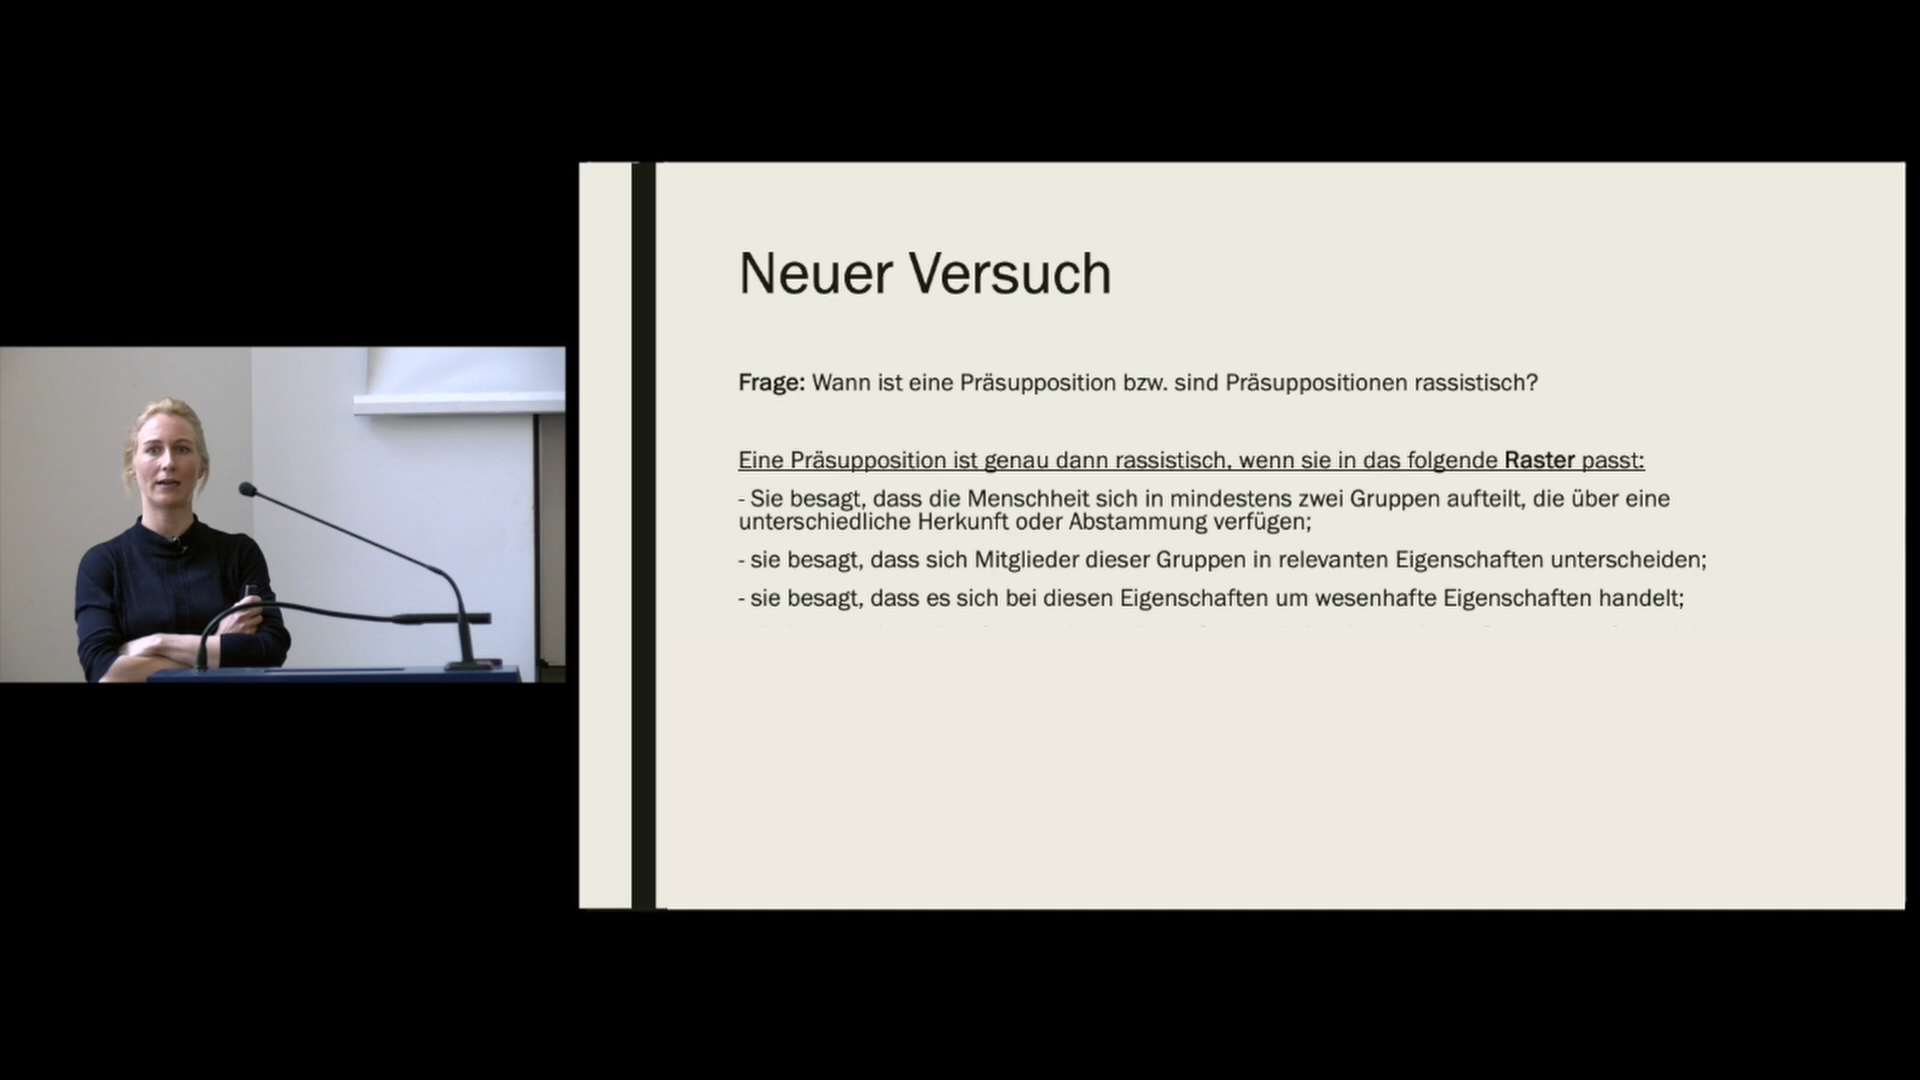 Neuer Versuch
Frage: Wann ist eine Präsupposition bzw. sind Präsuppositionen rassistisch?
Eine Präsupposition ist genau dann rassistisch, wenn sie in das folgende Raster passt:
- Sie besagt, dass die Menschheit sich in mindestens zwei Gruppen aufteilt, die über eine
unterschiedliche Herkunft oder Abstammung verfügen;
- sie besagt, dass sich Mitglieder dieser Gruppen in relevanten Eigenschaften unterscheiden;
- sie besagt, dass es sich bei diesen Eigenschaften um wesenhafte Eigenschaften handelt;